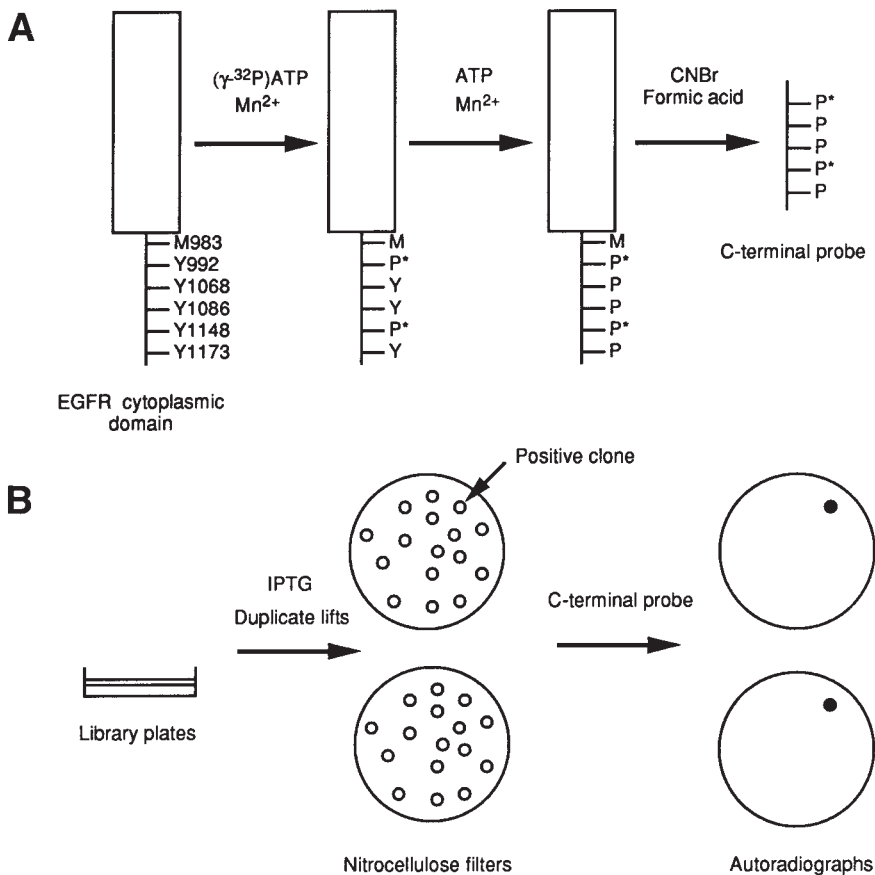 A
(γ-³²P)ATP
Mn²⁺
ATP
Mn²⁺
CNBr
Formic acid
M983
Y992
Y1068
Y1086
Y1148
Y1173
M
P*
Y
Y
P*
Y
M
P*
P
P
P*
P
P*
P
P
P*
P
C-terminal probe
EGFR cytoplasmic
domain
B
Positive clone
IPTG
Duplicate lifts
C-terminal probe
Library plates
Nitrocellulose filters
Autoradiographs